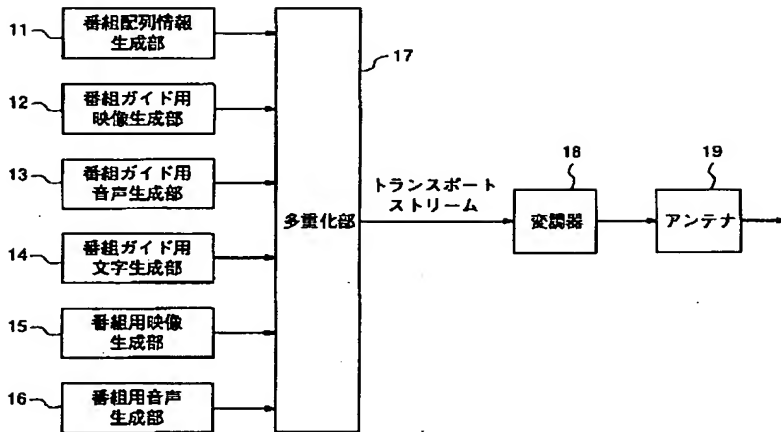 11
番組配列情報
生成部
12
番組ガイド用
映像生成部
13
番組ガイド用
音声生成部
14
番組ガイド用
文字生成部
15
番組用映像
生成部
16
番組用音声
生成部
17
多重化部
トランスポート
ストリーム
18
変調器
19
アンテナ